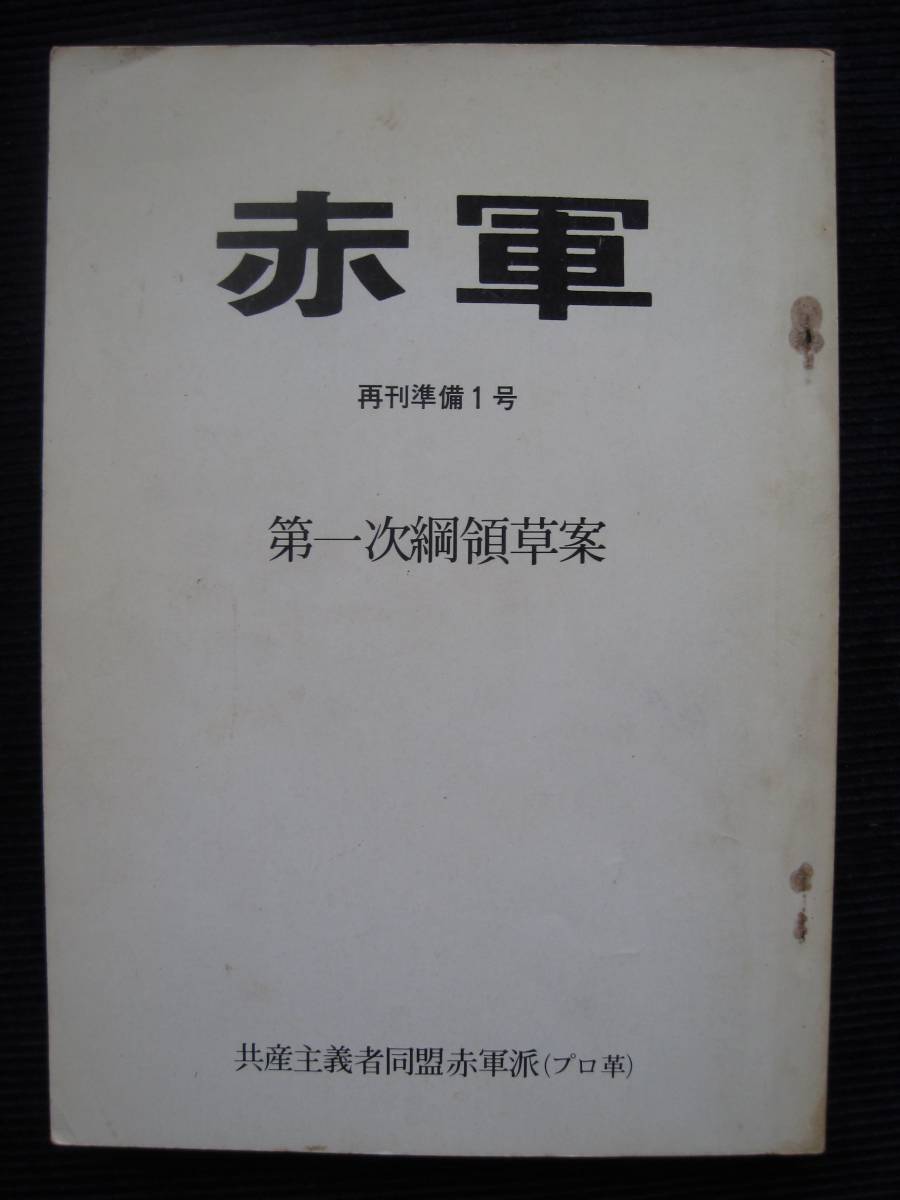 赤軍
再刊準備1号
第一次綱領草案
共産主義者同盟赤軍派(プロ革)